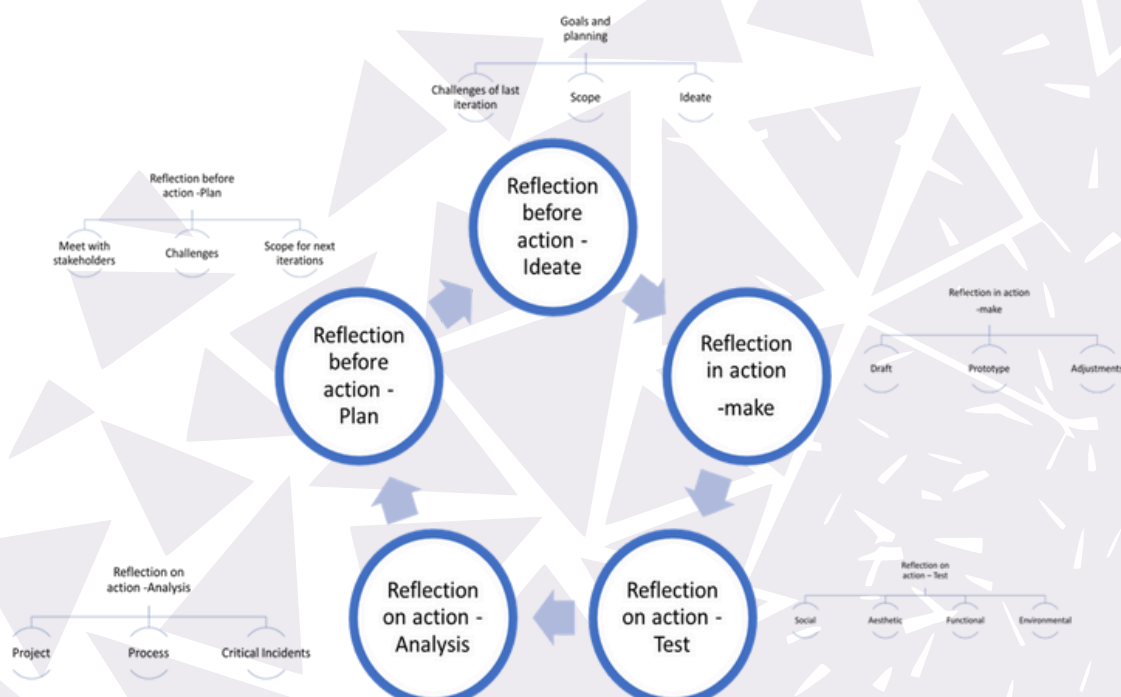 Goals and
planning
Challenges of last
iteration
Scope
Ideate
Reflection
before
action -
Ideate
Reflection before
action -Plan
Meet with
stakeholders
Challenges
Scope for next
iterations
Reflection
before
action -
Plan
Reflection
in action
-make
Reflection in action
-make
Draft
Prototype
Adjustments
Reflection on
action -Analysis
Project
Process
Critical Incidents
Reflection
on action -
Analysis
Reflection
on action -
Test
Reflection on
action – Test
Social
Aesthetic
Functional
Environmental